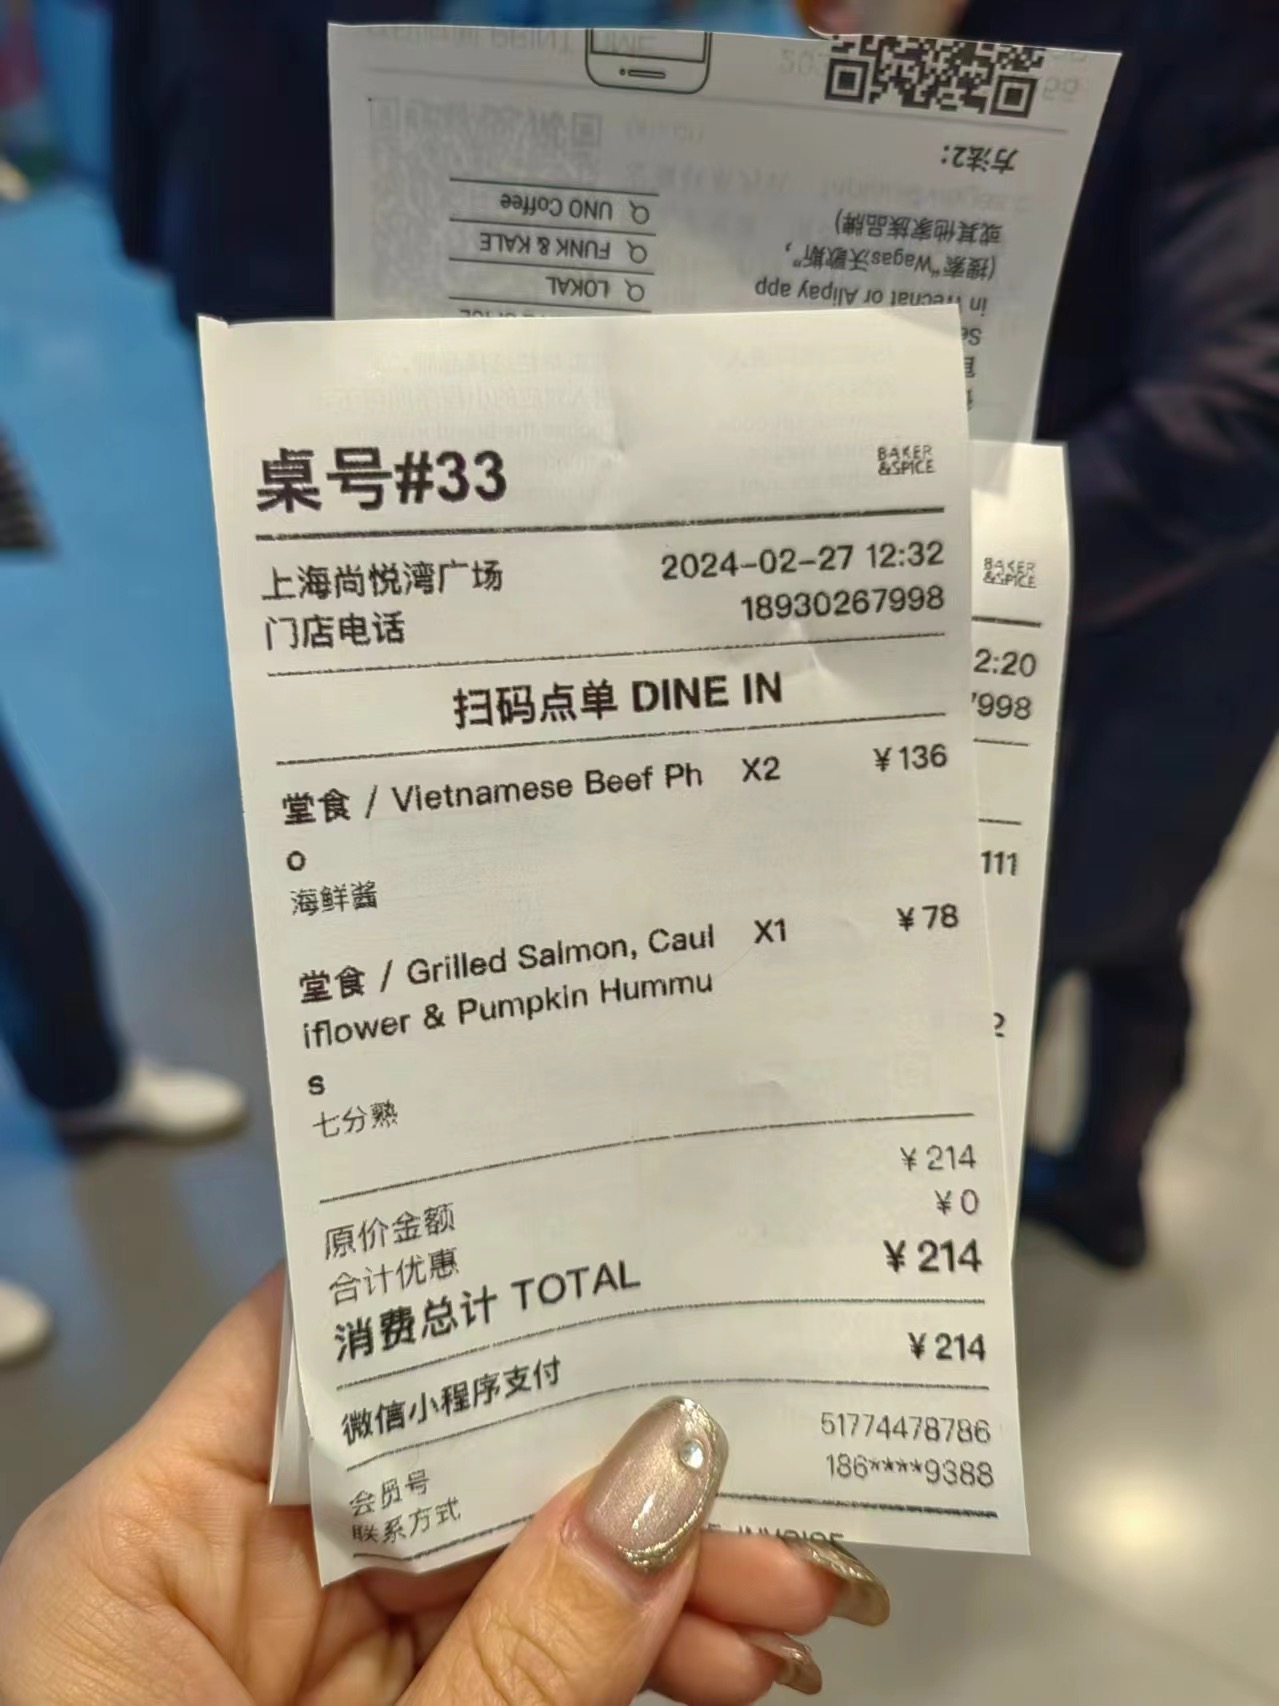 方法2：
(搜索"Wagas沃歌斯"，
或其他家族品牌)
in Wechat or Alipay app
UNO Coffee
FUNK & KALE
LOKAL
桌号#33
BAKER
&SPICE
上海尚悦湾广场 2024-02-27 12:32
门店电话 18930267998
扫码点单 DINE IN
堂食 / Vietnamese Beef Ph X2 ¥136
o
海鲜酱
堂食 / Grilled Salmon, Caul X1 ¥78
iflower & Pumpkin Hummu
s
七分熟
原价金额 ¥214
合计优惠 ¥0
消费总计 TOTAL ¥214
微信小程序支付 ¥214
会员号 51774478786
联系方式 186****9388
INVOICE
BAKER
&SPICE
2:20
7998
111
2